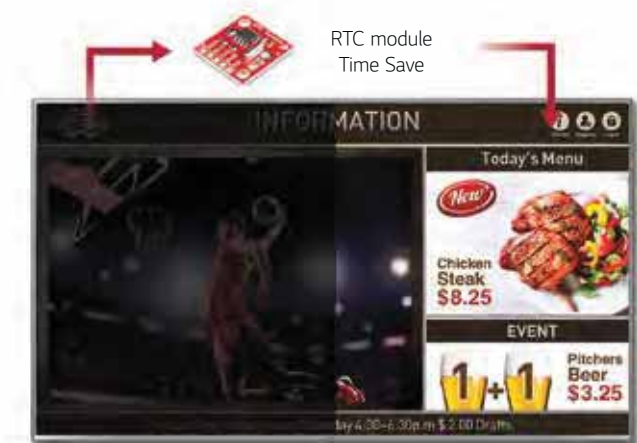 RTC module
Time Save
INFORMATION
Today's Menu
New
Chicken
Steak
$8.25
EVENT
1+1
Pitchers
Beer
$3.25
4:30~6:30p.m $ 2.00 Drafts